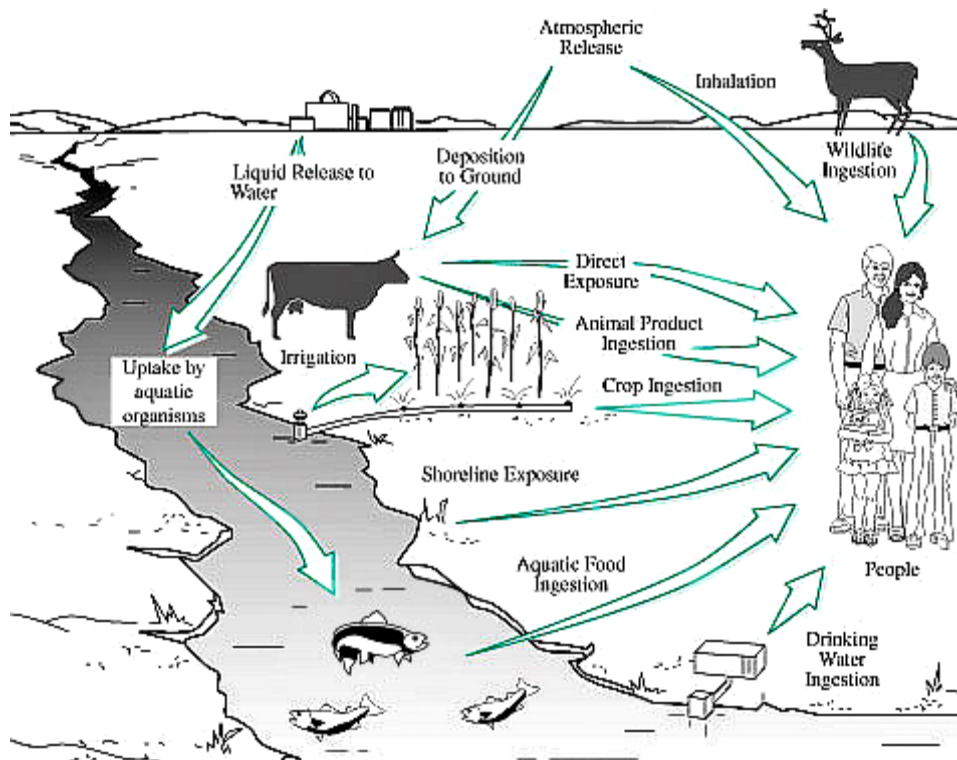 Atmospheric
Release
Inhalation
Wildlife
Ingestion
Liquid Release to
Water
Deposition
to Ground
Direct
Exposure
Animal Product
Ingestion
Irrigation
Uptake by
aquatic
organisms
Crop Ingestion
Shoreline Exposure
Aquatic Food
Ingestion
People
Drinking
Water
Ingestion